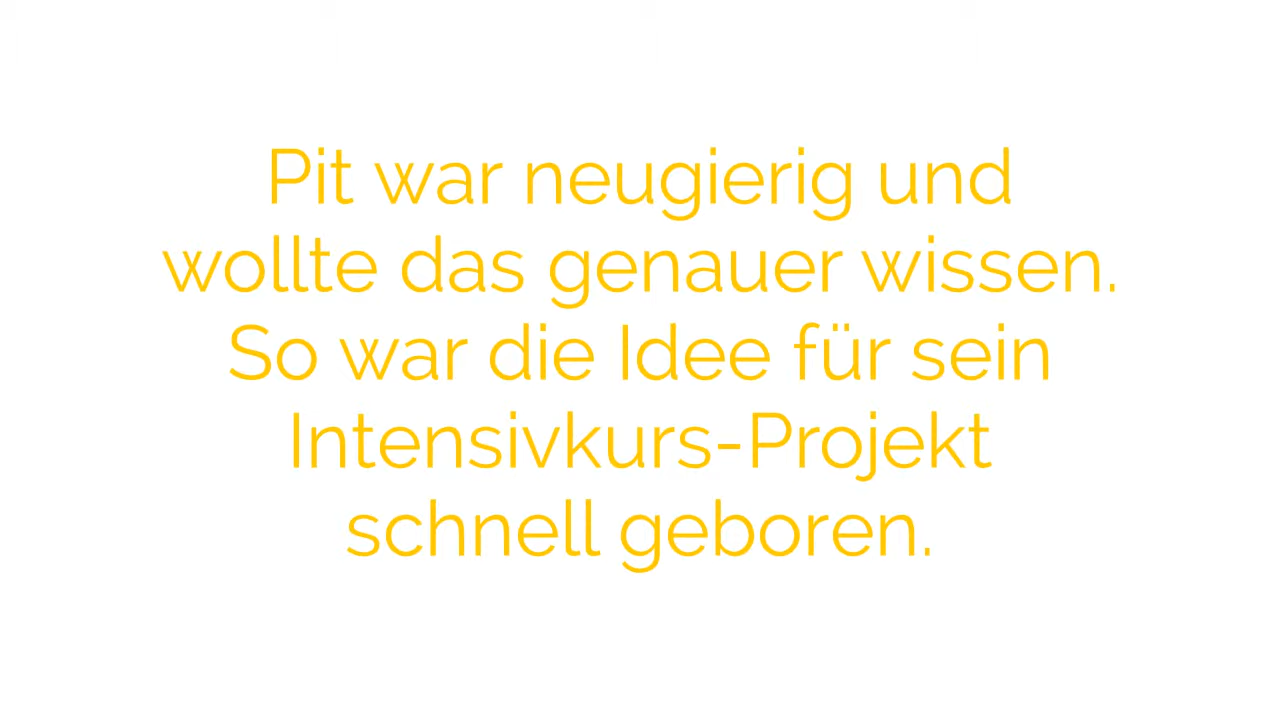 Pit war neugierig und
wollte das genauer wissen.
So war die Idee für sein
Intensivkurs-Projekt
schnell geboren.